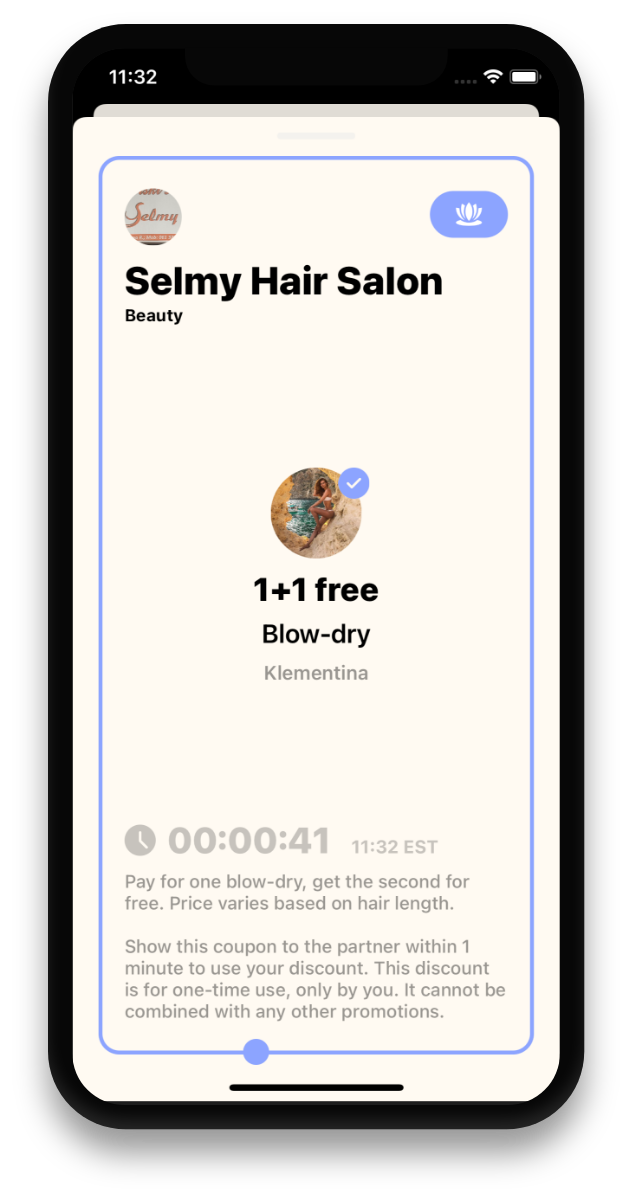 11:32
Selmy
Selmy Hair Salon
Beauty
1+1 free
Blow-dry
Klementina
00:00:41 11:32 EST
Pay for one blow-dry, get the second for
free. Price varies based on hair length.
Show this coupon to the partner within 1
minute to use your discount. This discount
is for one-time use, only by you. It cannot be
combined with any other promotions.